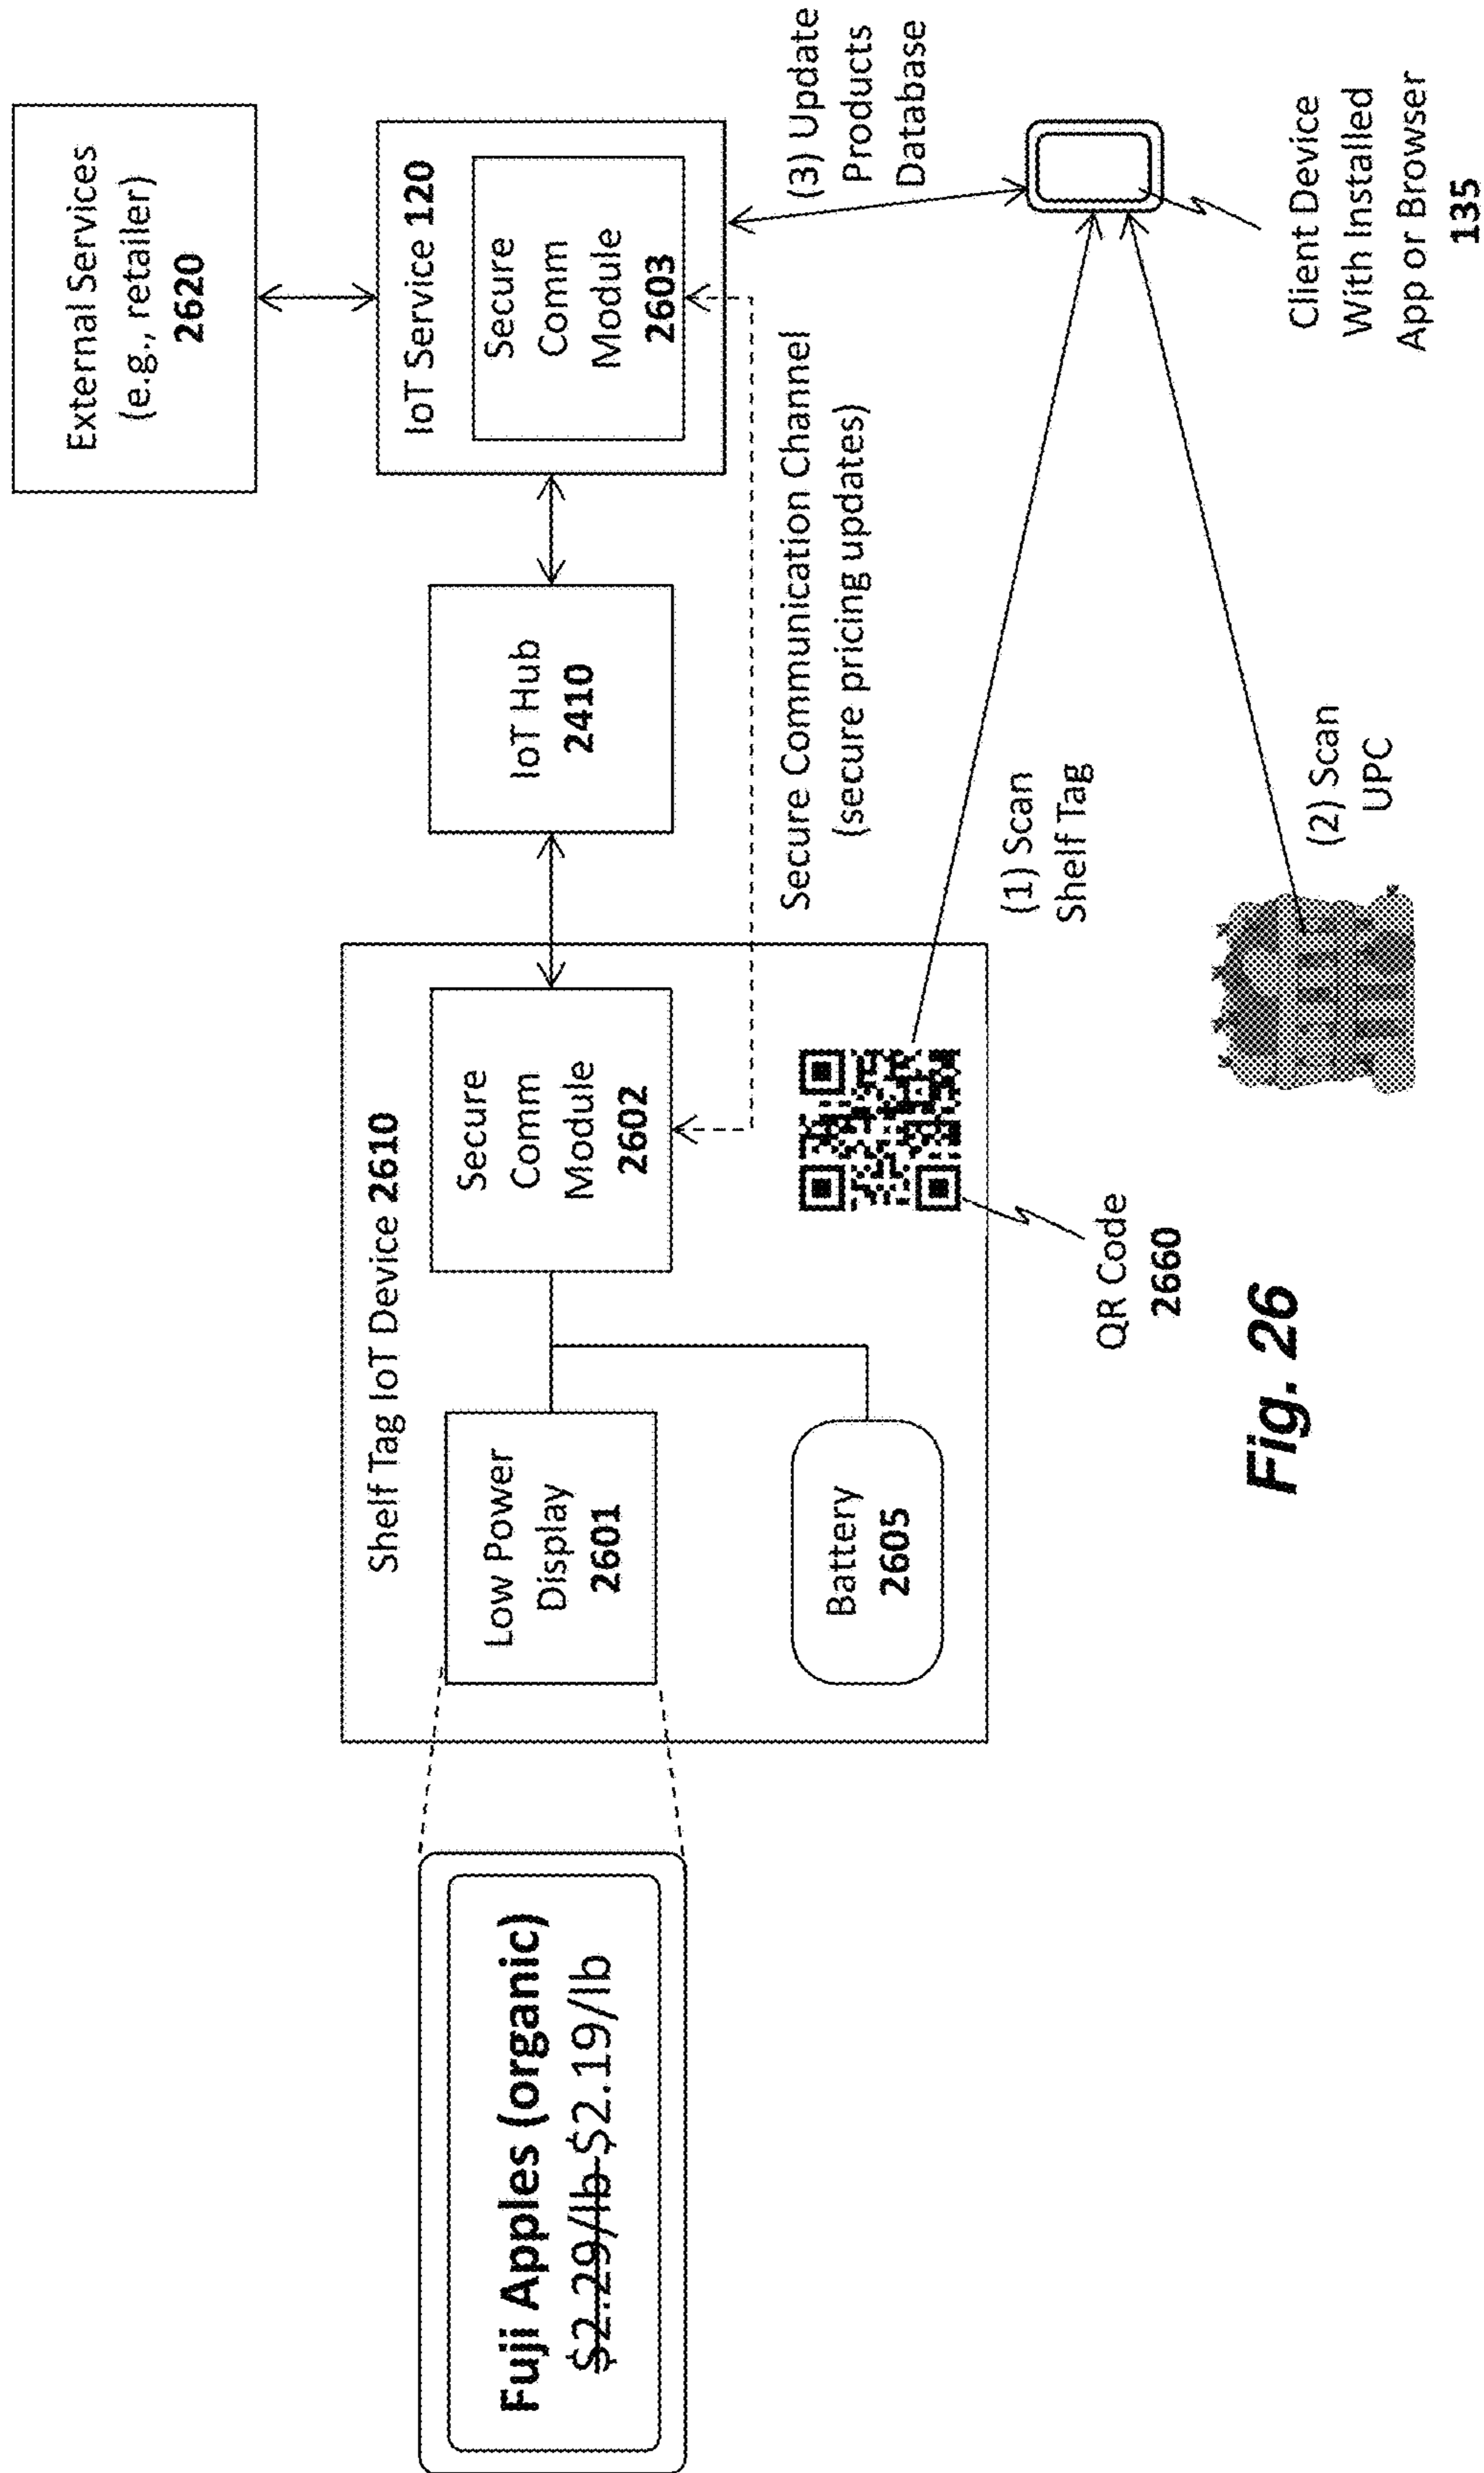 Fuji Apples (organic)
$2.29/lb $2.19/lb
Shelf Tag IoT Device 2610
Low Power
Display
2601
Battery
2605
Secure
Comm
Module
2602
QR Code
2660
IoT Hub
2410
External Services
(e.g., retailer)
2620
IoT Service 120
Secure
Comm
Module
2603
Secure Communication Channel
(secure pricing updates)
(1) Scan
Shelf Tag
(2) Scan
UPC
(3) Update
Products
Database
Client Device
With Installed
App or Browser
135
Fig. 26